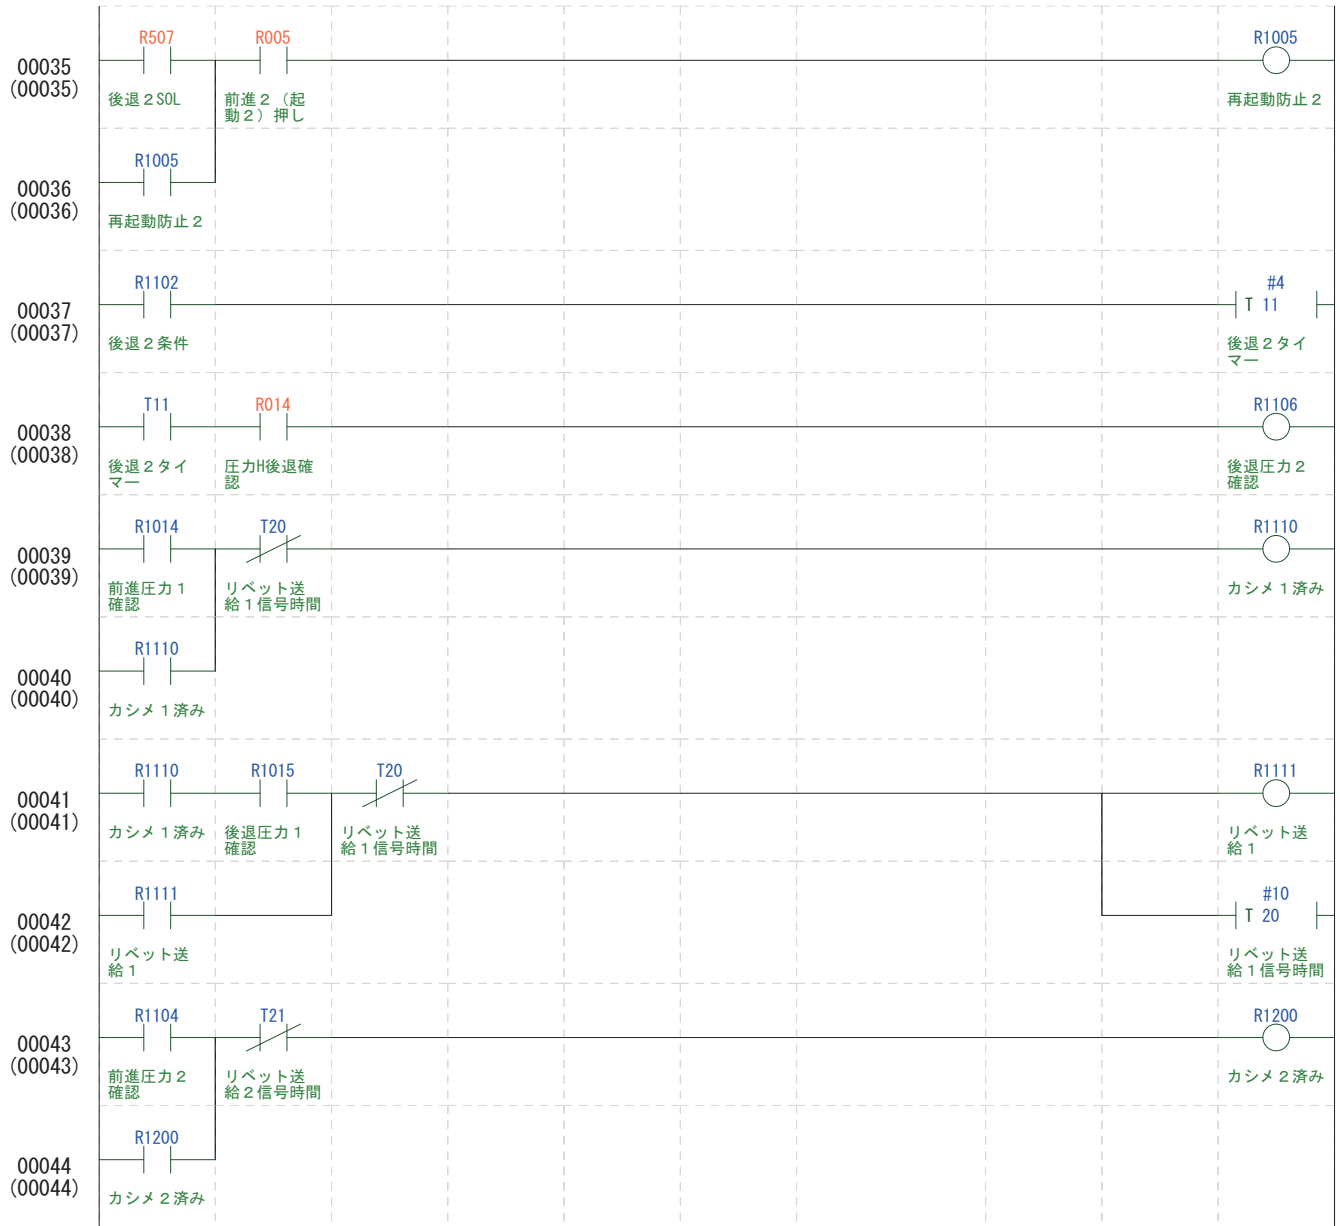 R507 R005 R1005
00035
(00035)
後退２SOL 前進２（起 再起動防止２
動２）押し
R1005
00036
(00036)
再起動防止２
R1102 #4
00037 T 11
(00037)
後退２条件 後退２タイ
マー
T11 R014 R1106
00038
(00038)
後退２タイ 圧力H後退確 後退圧力２
マー 認 確認
R1014 T20 R1110
00039
(00039)
前進圧力１ リベット送 カシメ１済み
確認 給１信号時間
R1110
00040
(00040)
カシメ１済み
R1110 R1015 T20 R1111
00041
(00041)
カシメ１済み 後退圧力１ リベット送 リベット送
確認 給１信号時間 給１
R1111 #10
00042 T 20
(00042)
リベット送 リベット送
給１ 給１信号時間
R1104 T21 R1200
00043
(00043)
前進圧力２ リベット送 カシメ２済み
確認 給２信号時間
R1200
00044
(00044)
カシメ２済み